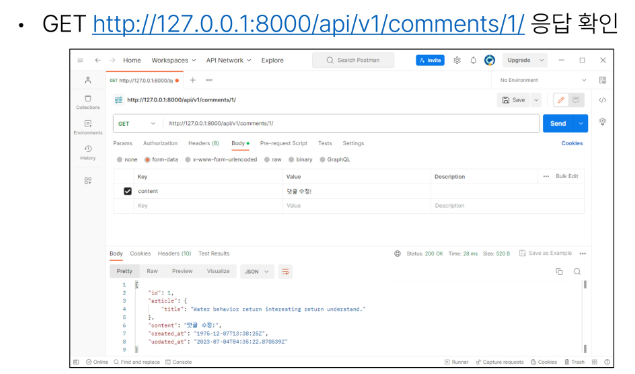 • GET http://127.0.0.1:8000/api/v1/comments/1/ 응답 확인
Home Workspaces API Network Explore Search Postman Invite Upgrade
GET http://127.0.0.1:8000/a No Environment
http://127.0.0.1:8000/api/v1/comments/1/ Save
Collections
GET http://127.0.0.1:8000/api/v1/comments/1/ Send
Environments
Params Authorization Headers (8) Body Pre-request Script Tests Settings Cookies
History
none form-data x-www-form-urlencoded raw binary GraphQL
Key Value Description Bulk Edit
content 댓글 수정!
Key Value Description
Body Cookies Headers (10) Test Results Status: 200 OK Time: 28 ms Size: 520 B Save as Example
Pretty Raw Preview Visualize JSON
1 {
2 "id": 1,
3 "article": {
4 "title": "Water behavior return interesting return understand."
5 },
6 "content": "댓글 수정!",
7 "created_at": "1975-12-07T13:38:25Z",
8 "updated_at": "2023-07-04T04:35:22.870539Z"
9 }
Online Find and replace Console Runner Capture requests Cookies Trash